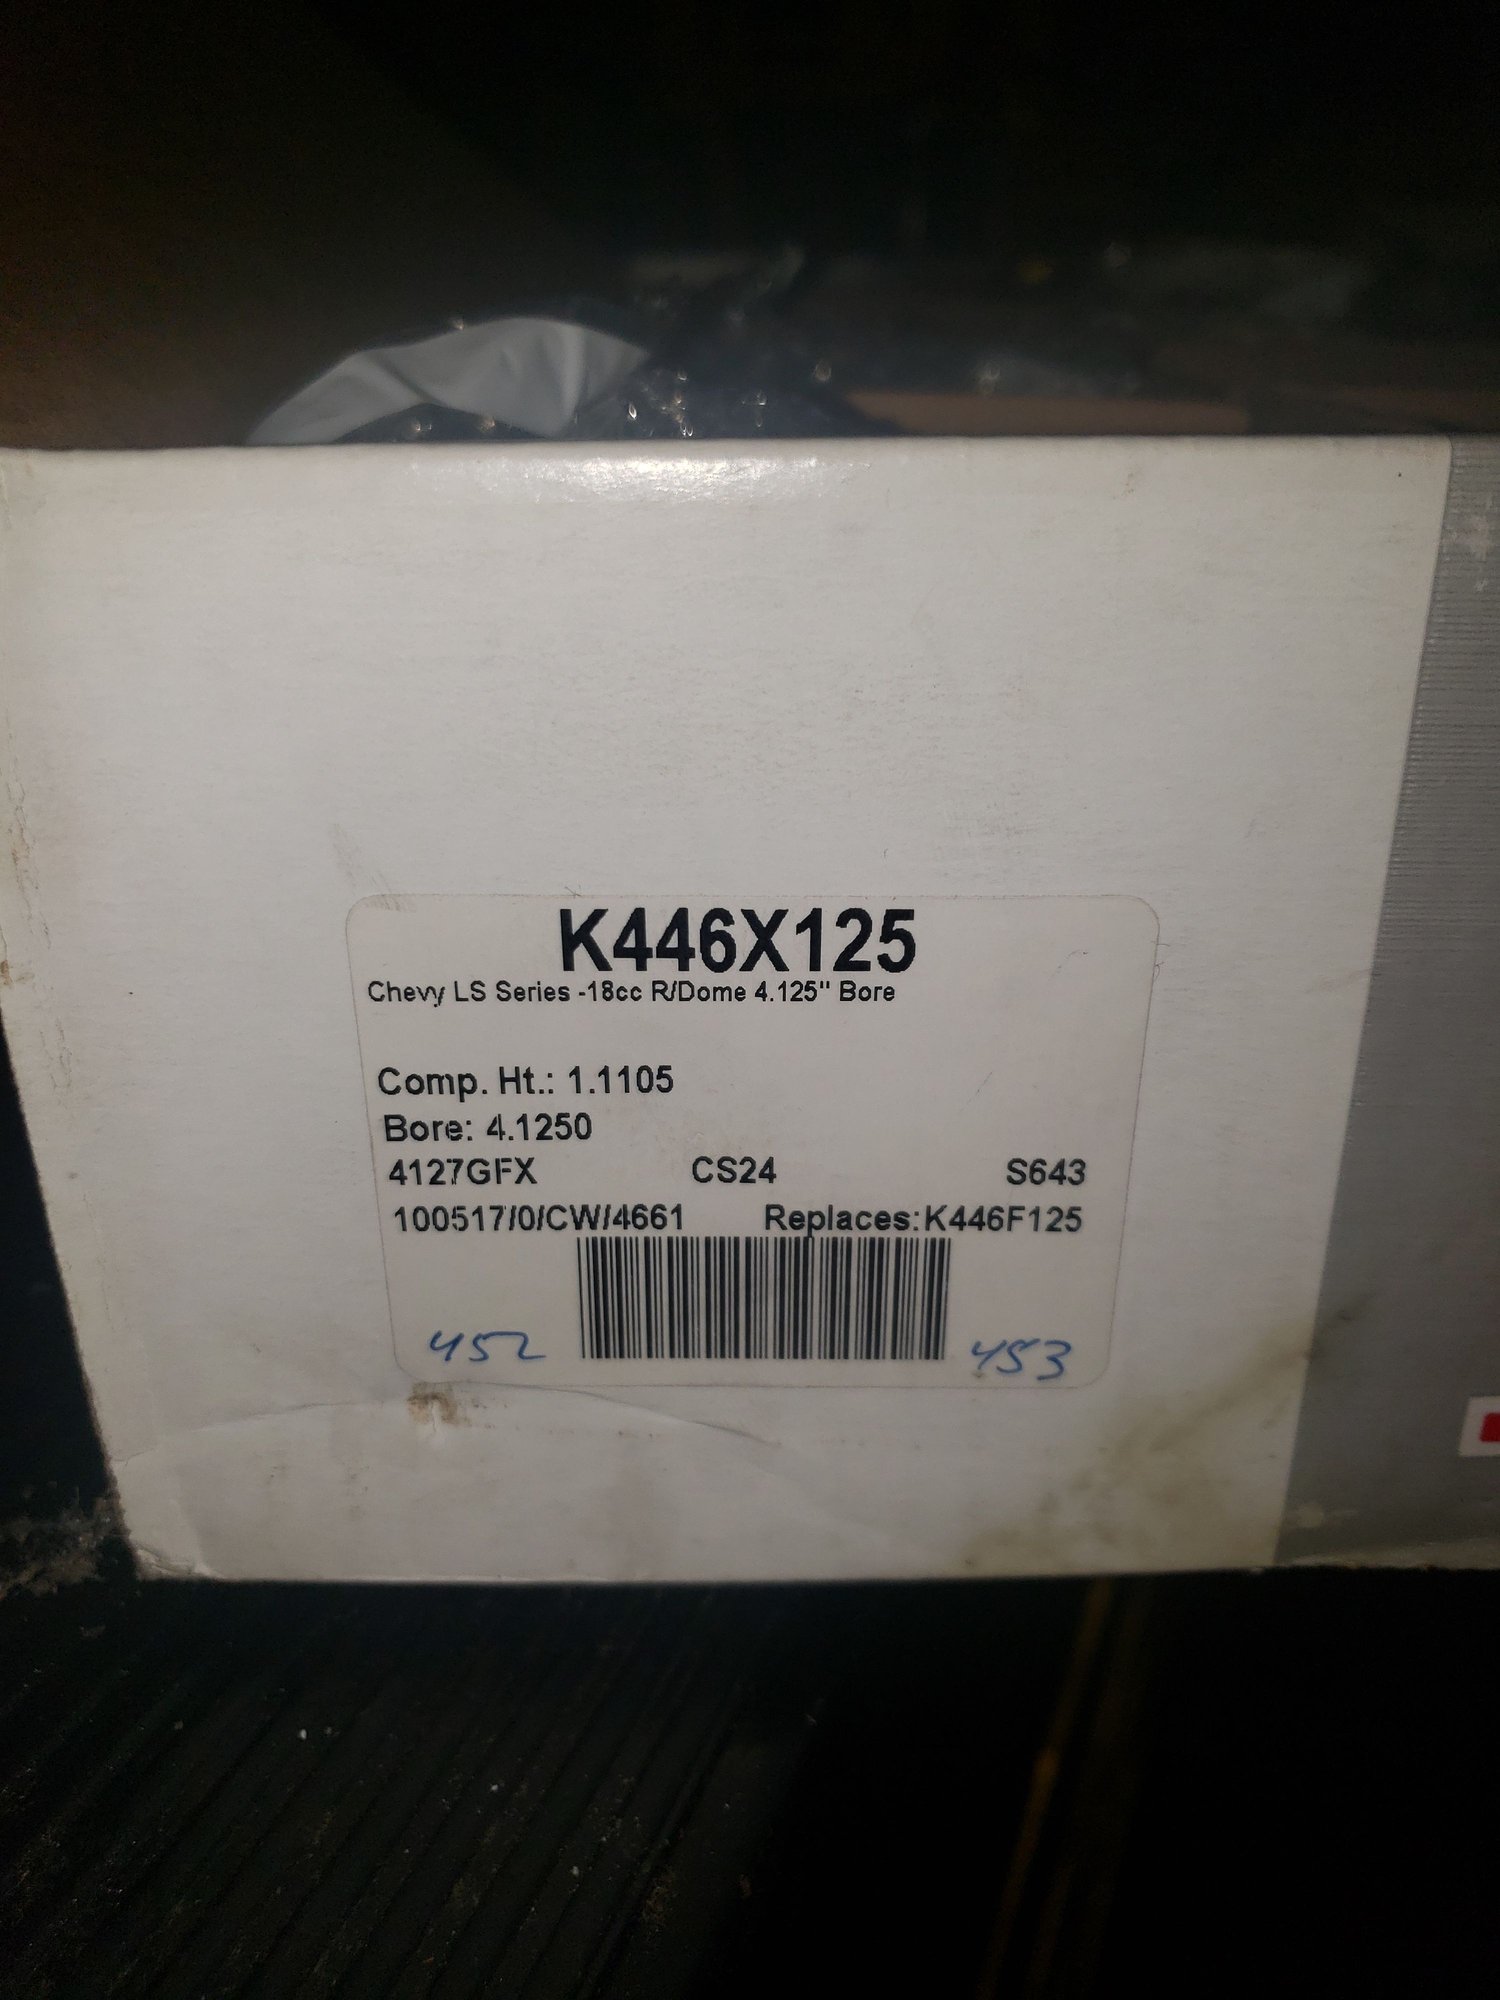 K446X125
Chevy LS Series -18cc R/Dome 4.125" Bore
Comp. Ht.: 1.1105
Bore: 4.1250
4127GFX CS24 S643
100517/0/CW/4661 Replaces:K446F125
452 453